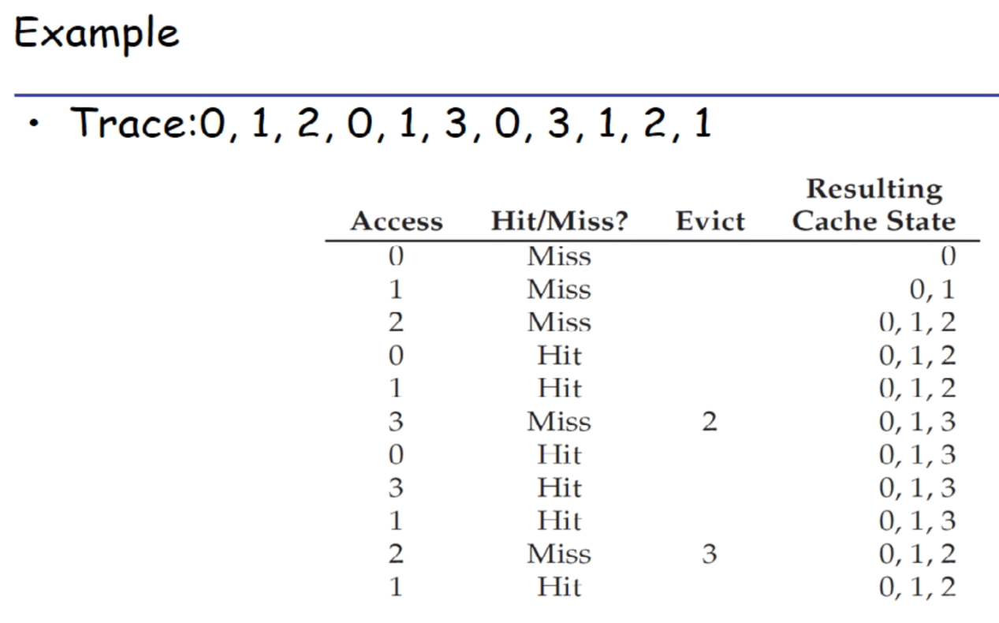 Example
• Trace:0, 1, 2, 0, 1, 3, 0, 3, 1, 2, 1
Resulting
Access Hit/Miss? Evict Cache State
0 Miss 0
1 Miss 0, 1
2 Miss 0, 1, 2
0 Hit 0, 1, 2
1 Hit 0, 1, 2
3 Miss 2 0, 1, 3
0 Hit 0, 1, 3
3 Hit 0, 1, 3
1 Hit 0, 1, 3
2 Miss 3 0, 1, 2
1 Hit 0, 1, 2